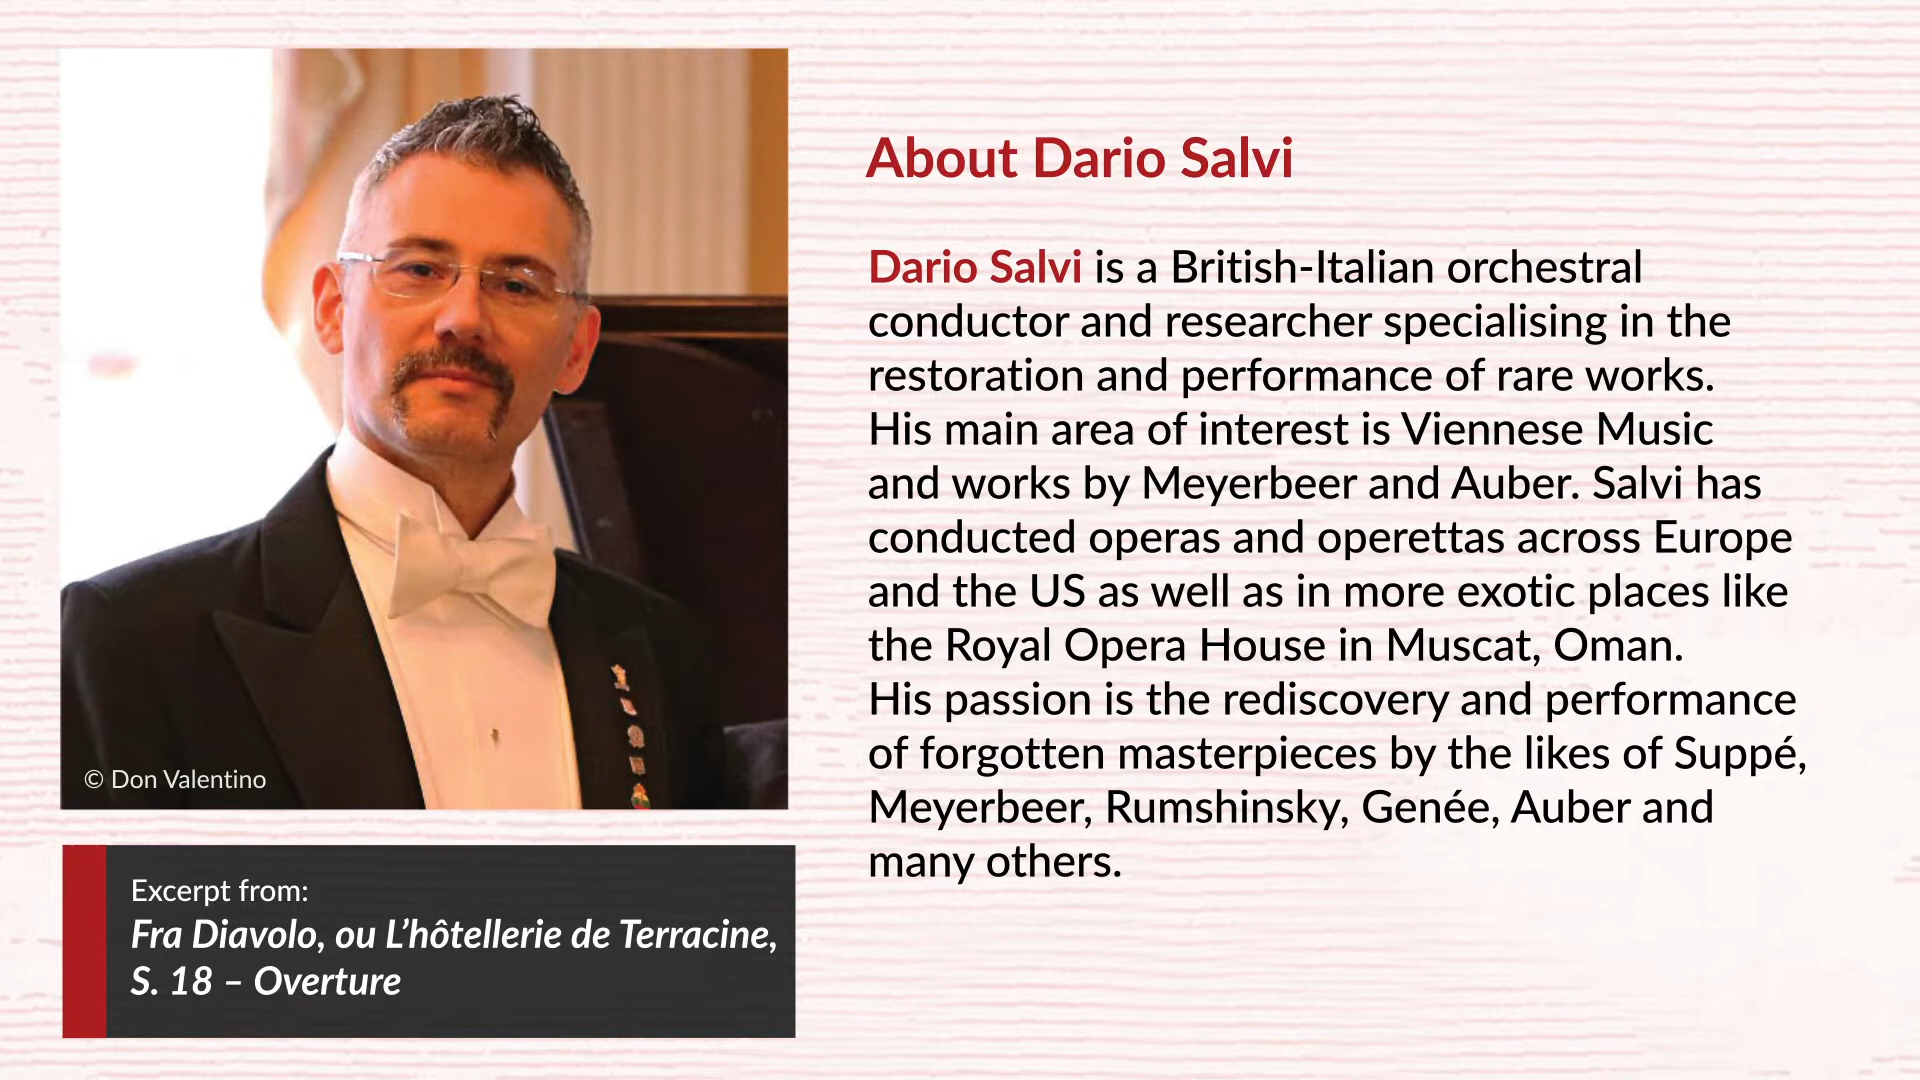 © Don Valentino
Excerpt from:
Fra Diavolo, ou L’hôtellerie de Terracine,
S. 18 – Overture
About Dario Salvi
Dario Salvi is a British-Italian orchestral
conductor and researcher specialising in the
restoration and performance of rare works.
His main area of interest is Viennese Music
and works by Meyerbeer and Auber. Salvi has
conducted operas and operettas across Europe
and the US as well as in more exotic places like
the Royal Opera House in Muscat, Oman.
His passion is the rediscovery and performance
of forgotten masterpieces by the likes of Suppé,
Meyerbeer, Rumshinsky, Genée, Auber and
many others.